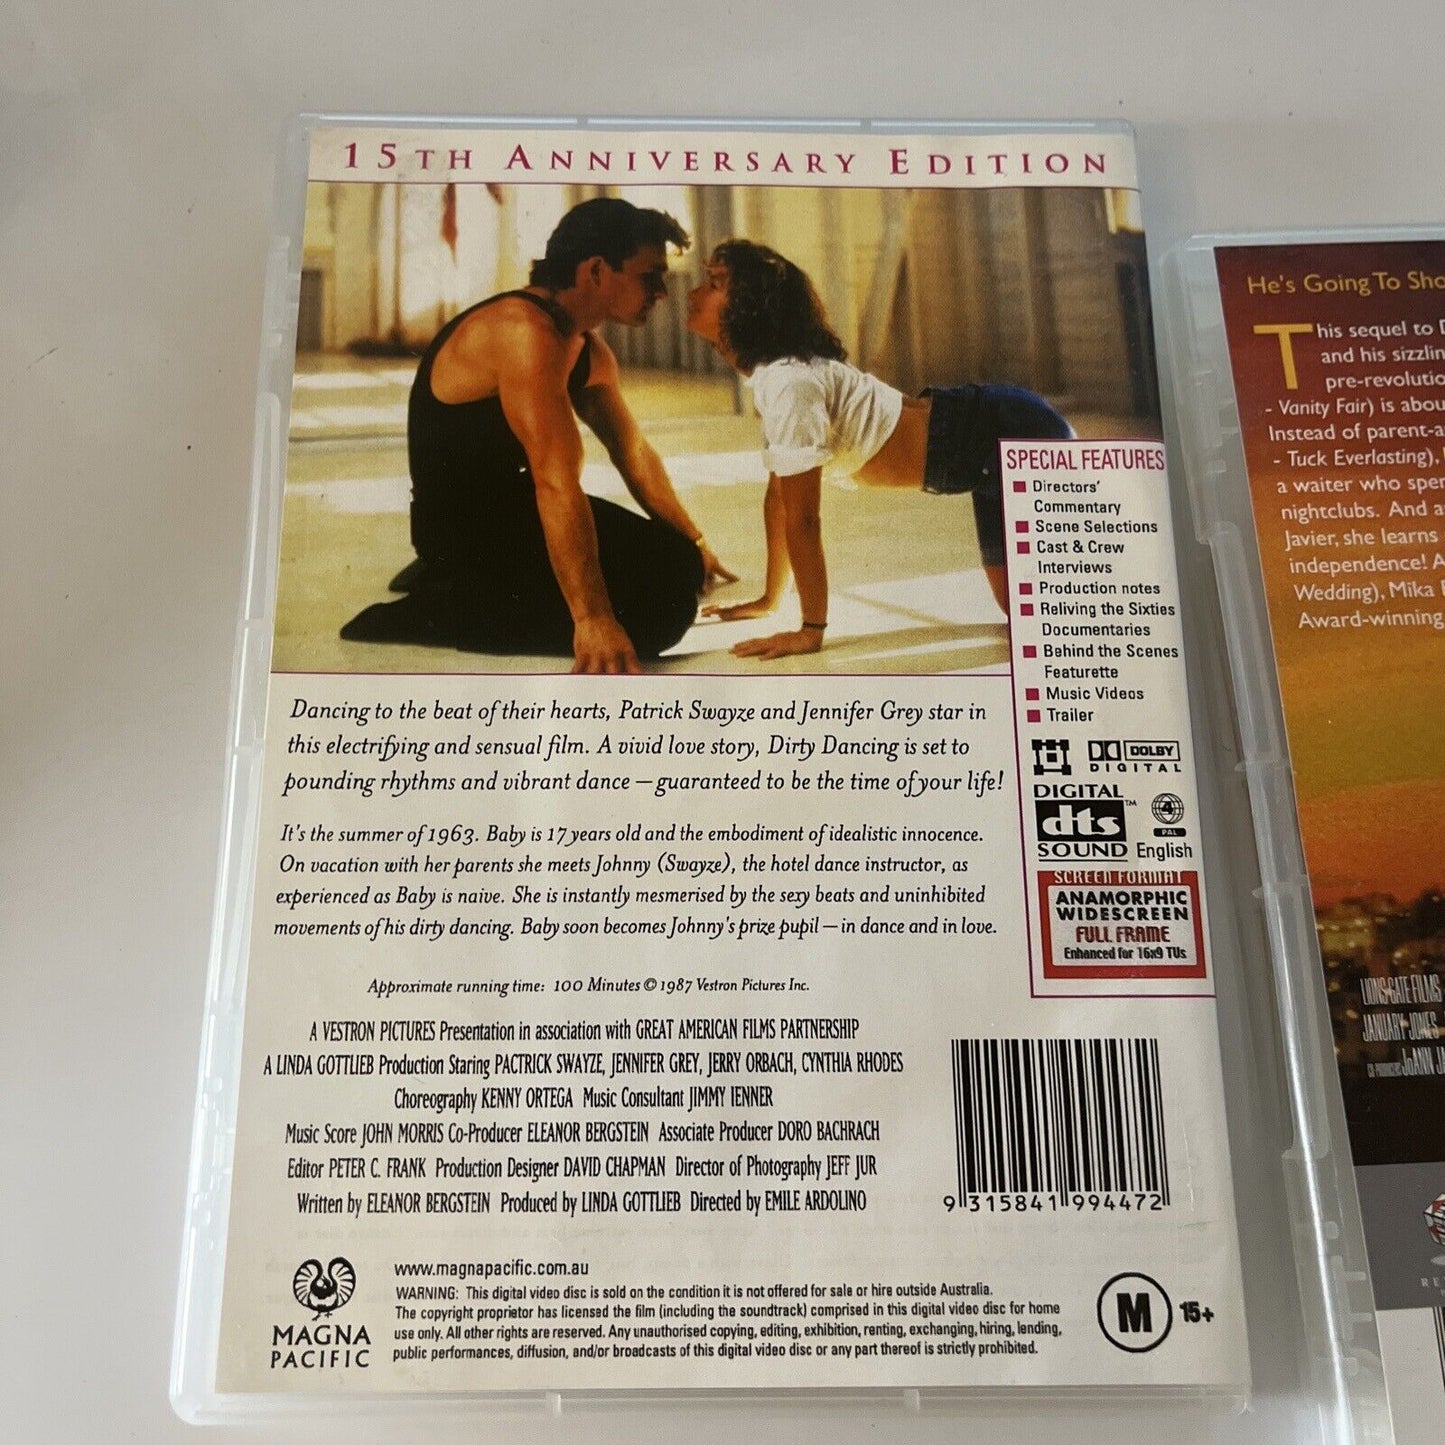 15TH ANNIVERSARY EDITION
SPECIAL FEATURES
Directors'
Commentary
Scene Selections
Cast & Crew
Interviews
Production notes
Reliving the Sixties
Documentaries
Behind the Scenes
Featurette
Music Videos
Trailer
DOLBY
DIGITAL
DIGITAL
dts TM
SOUND
4
PAL
English
SCREEN FORMAT
ANAMORPHIC
WIDESCREEN
FULL FRAME
Enhanced for 16x9 TVs
Dancing to the beat of their hearts, Patrick Swayze and Jennifer Grey star in
this electrifying and sensual film. A vivid love story, Dirty Dancing is set to
pounding rhythms and vibrant dance – guaranteed to be the time of your life!
It's the summer of 1963. Baby is 17 years old and the embodiment of idealistic innocence.
On vacation with her parents she meets Johnny (Swayze), the hotel dance instructor, as
experienced as Baby is naive. She is instantly mesmerised by the sexy beats and uninhibited
movements of his dirty dancing. Baby soon becomes Johnny's prize pupil – in dance and in love.
Approximate running time: 100 Minutes © 1987 Vestron Pictures Inc.
A VESTRON PICTURES Presentation in association with GREAT AMERICAN FILMS PARTNERSHIP
A LINDA GOTTLIEB Production Starring PACTRICK SWAYZE, JENNIFER GREY, JERRY ORBACH, CYNTHIA RHODES
Choreography KENNY ORTEGA Music Consultant JIMMY IENNER
Music Score JOHN MORRIS Co-Producer ELEANOR BERGSTEIN Associate Producer DORO BACHRACH
Editor PETER C. FRANK Production Designer DAVID CHAPMAN Director of Photography JEFF JUR
Written by ELEANOR BERGSTEIN Produced by LINDA GOTTLIEB Directed by EMILE ARDOLINO
9 315841 994472
MAGNA
PACIFIC
www.magnapacific.com.au
WARNING: This digital video disc is sold on the condition it is not offered for sale or hire outside Australia.
The copyright proprietor has licensed the film (including the soundtrack) comprised in this digital video disc for home
use only. All other rights are reserved. Any unauthorised copying, editing, exhibition, renting, exchanging, hiring, lending,
public performances, diffusion, and/or broadcasts of this digital video disc or any part thereof is strictly prohibited.
M 15+
He's Going To Sho
This sequel to D
and his sizzlin
pre-revolutio
- Vanity Fair) is abou
Instead of parent-a
- Tuck Everlasting),
a waiter who spen
nightclubs. And a
Javier, she learns
independence! A
Wedding), Mika
Award-winning
LIONS GATE FILMS
JANUARY JONES
CO-PRODUCERS JoANN JA
RE